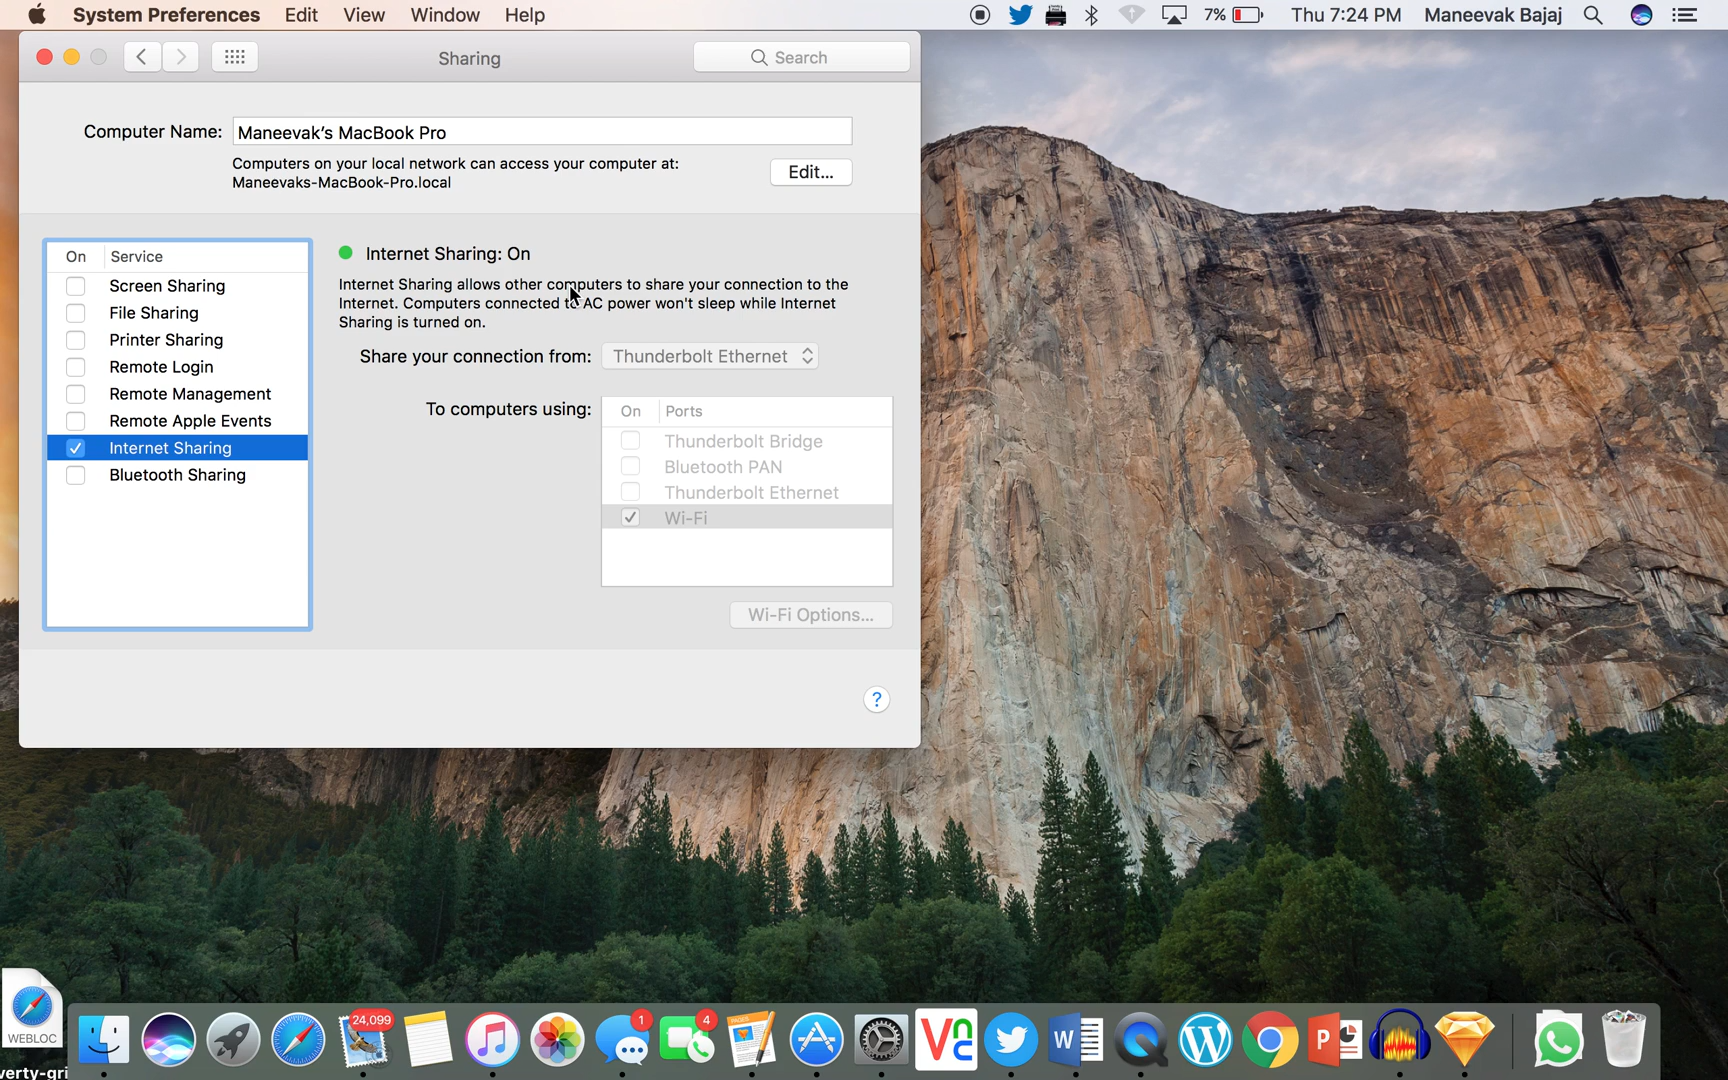 System Preferences Edit View Window Help
7% Thu 7:24 PM Maneevak Bajaj
Sharing
Search
Computer Name: Maneevak's MacBook Pro
Computers on your local network can access your computer at:
Maneevaks-MacBook-Pro.local
Edit...
On Service
Screen Sharing
File Sharing
Printer Sharing
Remote Login
Remote Management
Remote Apple Events
Internet Sharing
Bluetooth Sharing
Internet Sharing: On
Internet Sharing allows other computers to share your connection to the
Internet. Computers connected to AC power won't sleep while Internet
Sharing is turned on.
Share your connection from: Thunderbolt Ethernet
To computers using:
On Ports
Thunderbolt Bridge
Bluetooth PAN
Thunderbolt Ethernet
Wi-Fi
Wi-Fi Options...
?
WEBLOC
verty-gri
24,099
1
4
PAGES
VNC
W
P